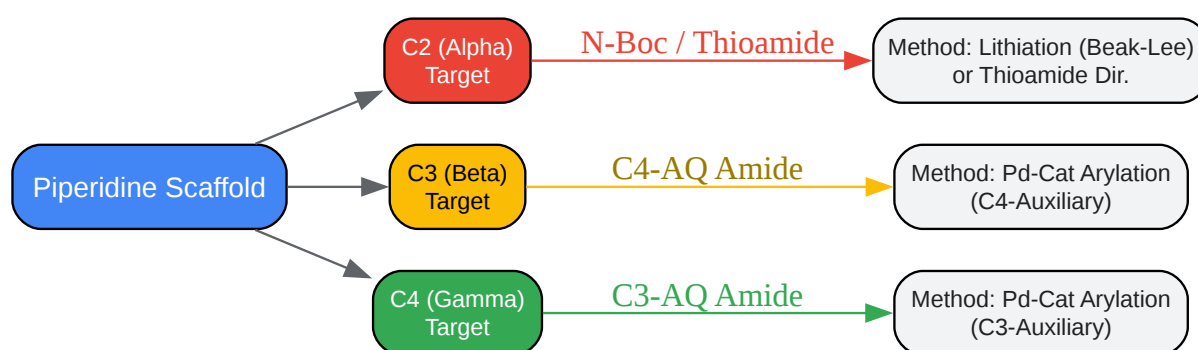 C2 (Alpha)
Target
N-Boc / Thioamide
Method: Lithiation (Beak-Lee)
or Thioamide Dir.
Piperidine Scaffold
C3 (Beta)
Target
C4-AQ Amide
Method: Pd-Cat Arylation
(C4-Auxiliary)
C4 (Gamma)
Target
C3-AQ Amide
Method: Pd-Cat Arylation
(C3-Auxiliary)